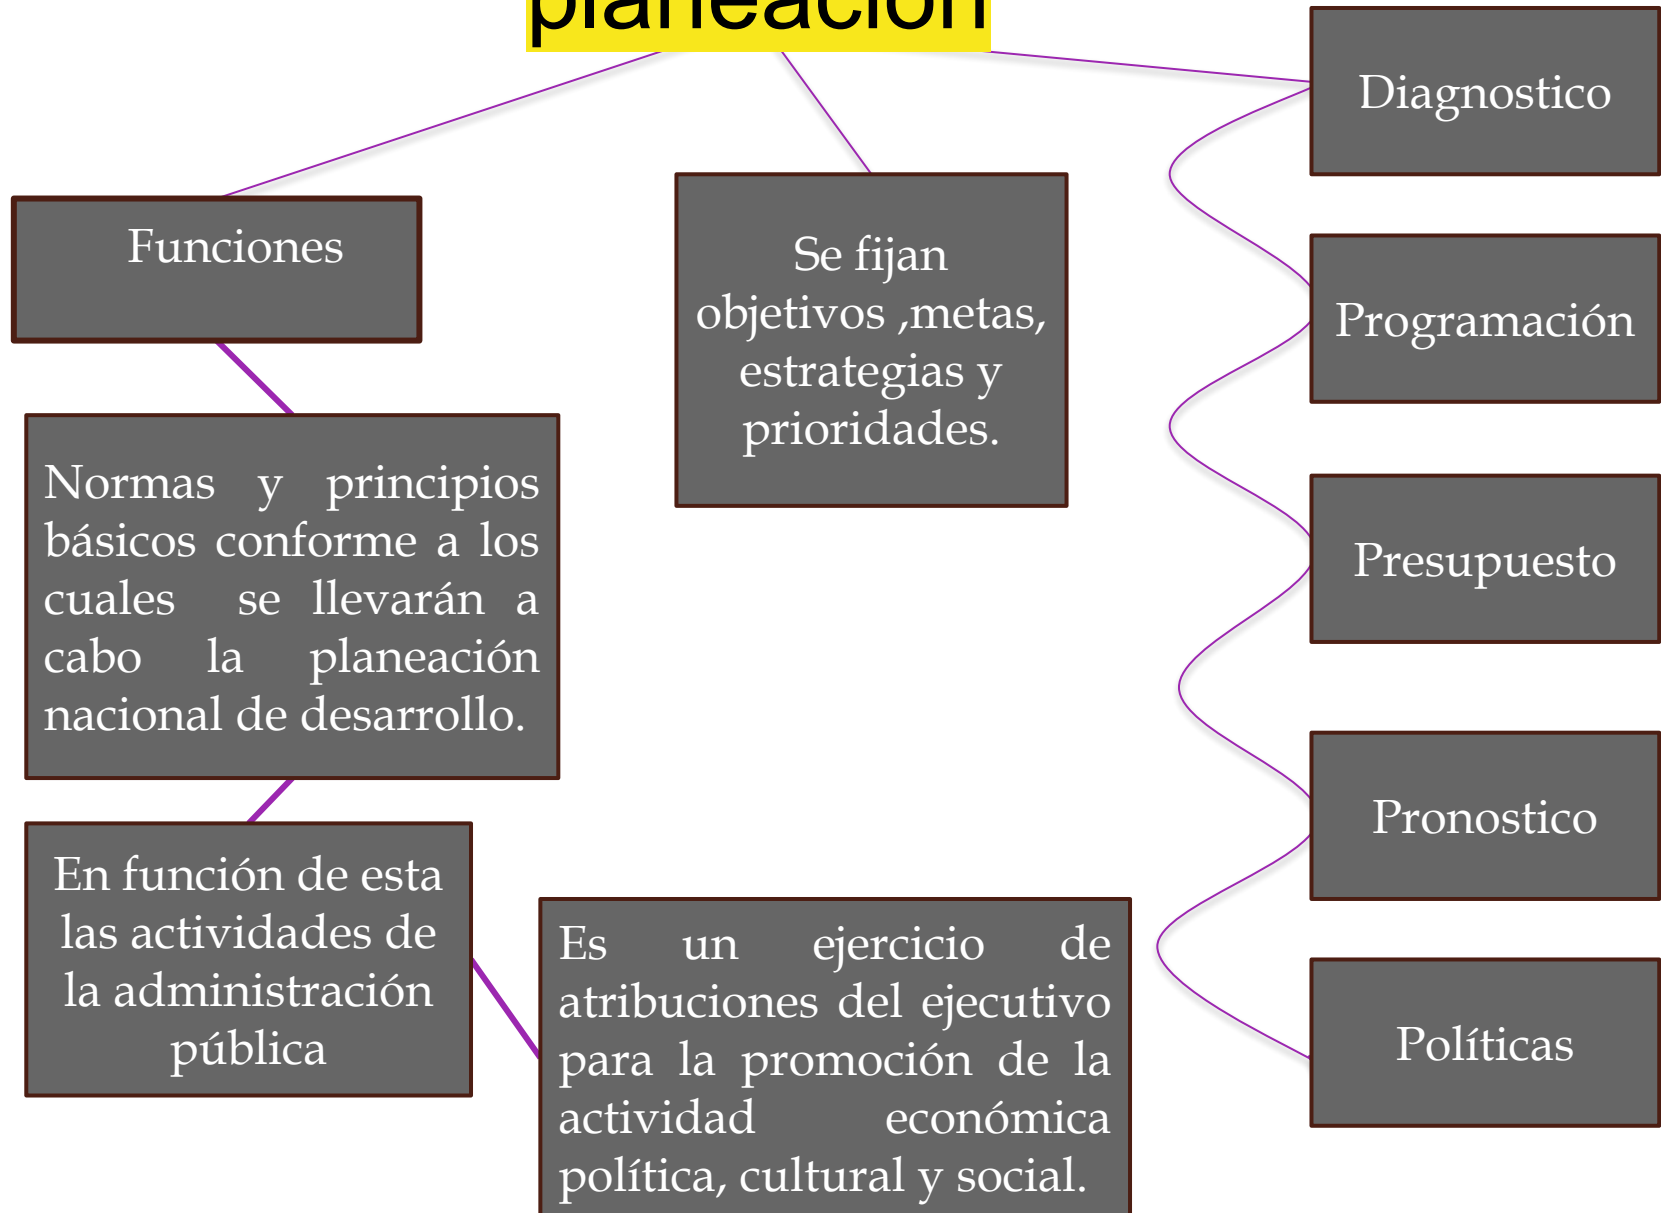 planeación
Diagnostico
Funciones
Se fijan
objetivos ,metas,
estrategias y
prioridades.
Programación
Normas y principios
básicos conforme a los
cuales se llevarán a
cabo la planeación
nacional de desarrollo.
Presupuesto
Pronostico
En función de esta
las actividades de
la administración
pública
Es un ejercicio de
atribuciones del ejecutivo
para la promoción de la
actividad económica
política, cultural y social.
Políticas